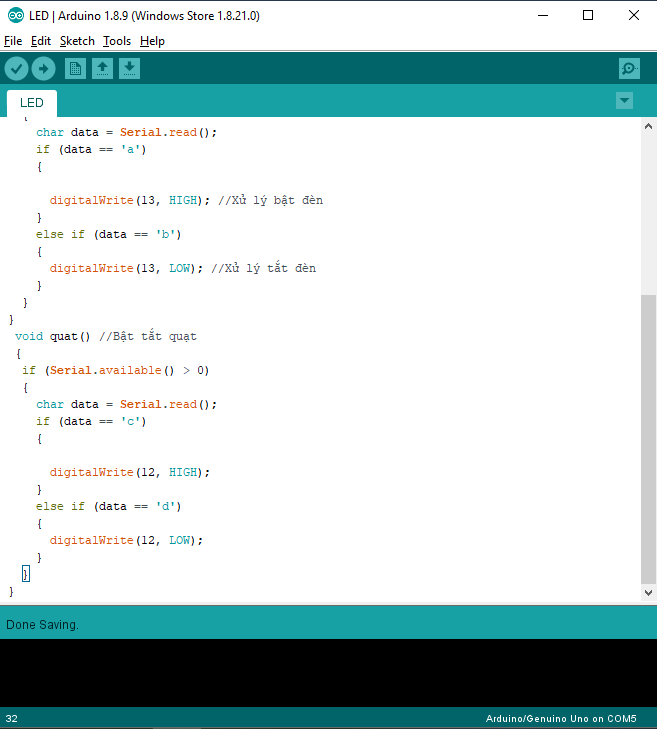 LED | Arduino 1.8.9 (Windows Store 1.8.21.0)
File Edit Sketch Tools Help
LED
{
char data = Serial.read();
if (data == 'a')
{
digitalWrite(13, HIGH); //Xử lý bật đèn
}
else if (data == 'b')
{
digitalWrite(13, LOW); //Xử lý tắt đèn
}
}
}
void quat() //Bật tắt quạt
{
if (Serial.available() > 0)
{
char data = Serial.read();
if (data == 'c')
{
digitalWrite(12, HIGH);
}
else if (data == 'd')
{
digitalWrite(12, LOW);
}
}
}
Done Saving.
32 Arduino/Genuino Uno on COM5